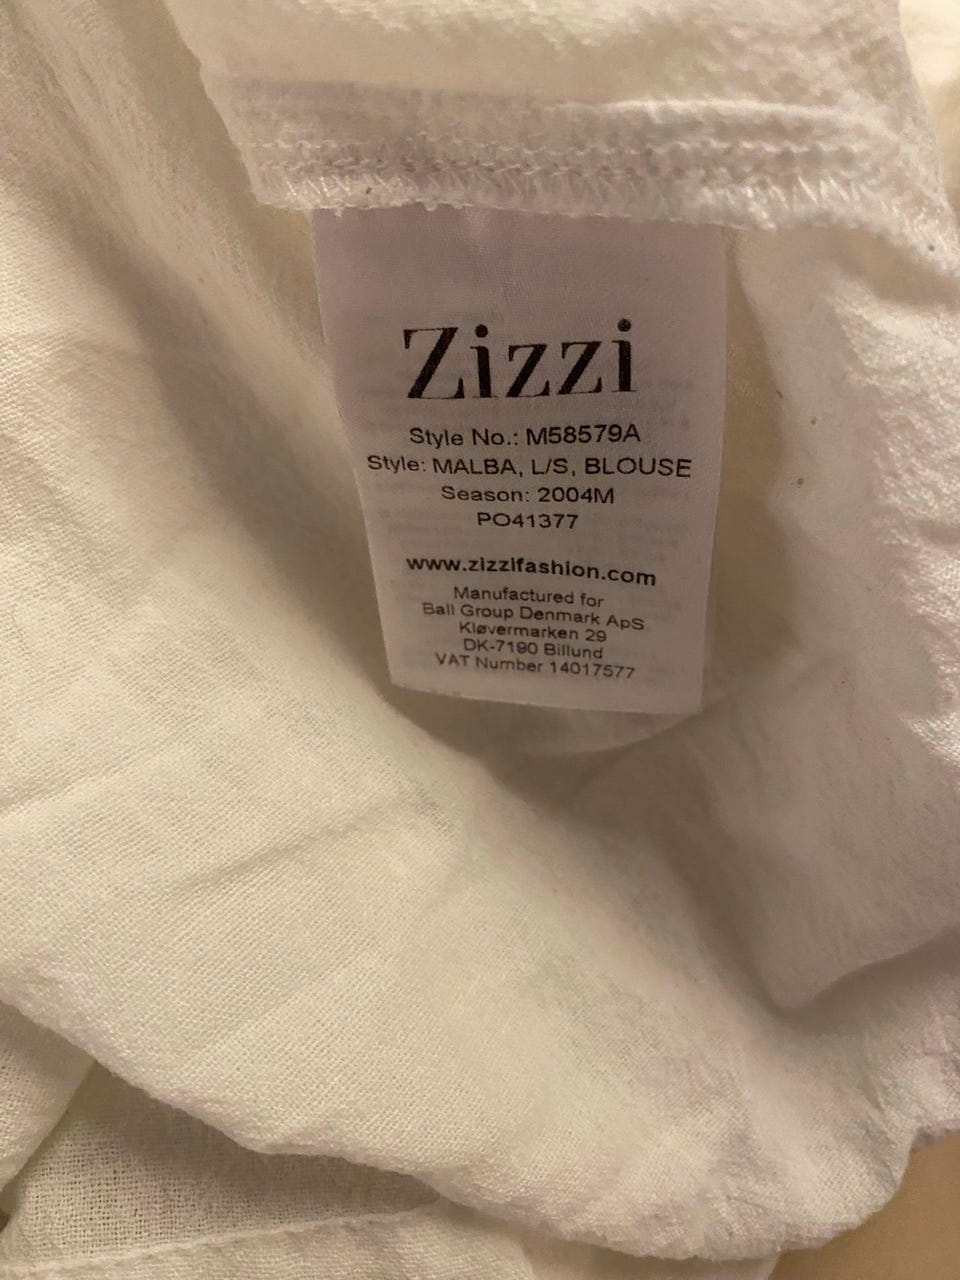 Zizzi
Style No.: M58579A
Style: MALBA, L/S, BLOUSE
Season: 2004M
PO41377
www.zizzifashion.com
Manufactured for
Ball Group Denmark ApS
Kløvermarken 29
DK-7190 Billund
VAT Number 14017577